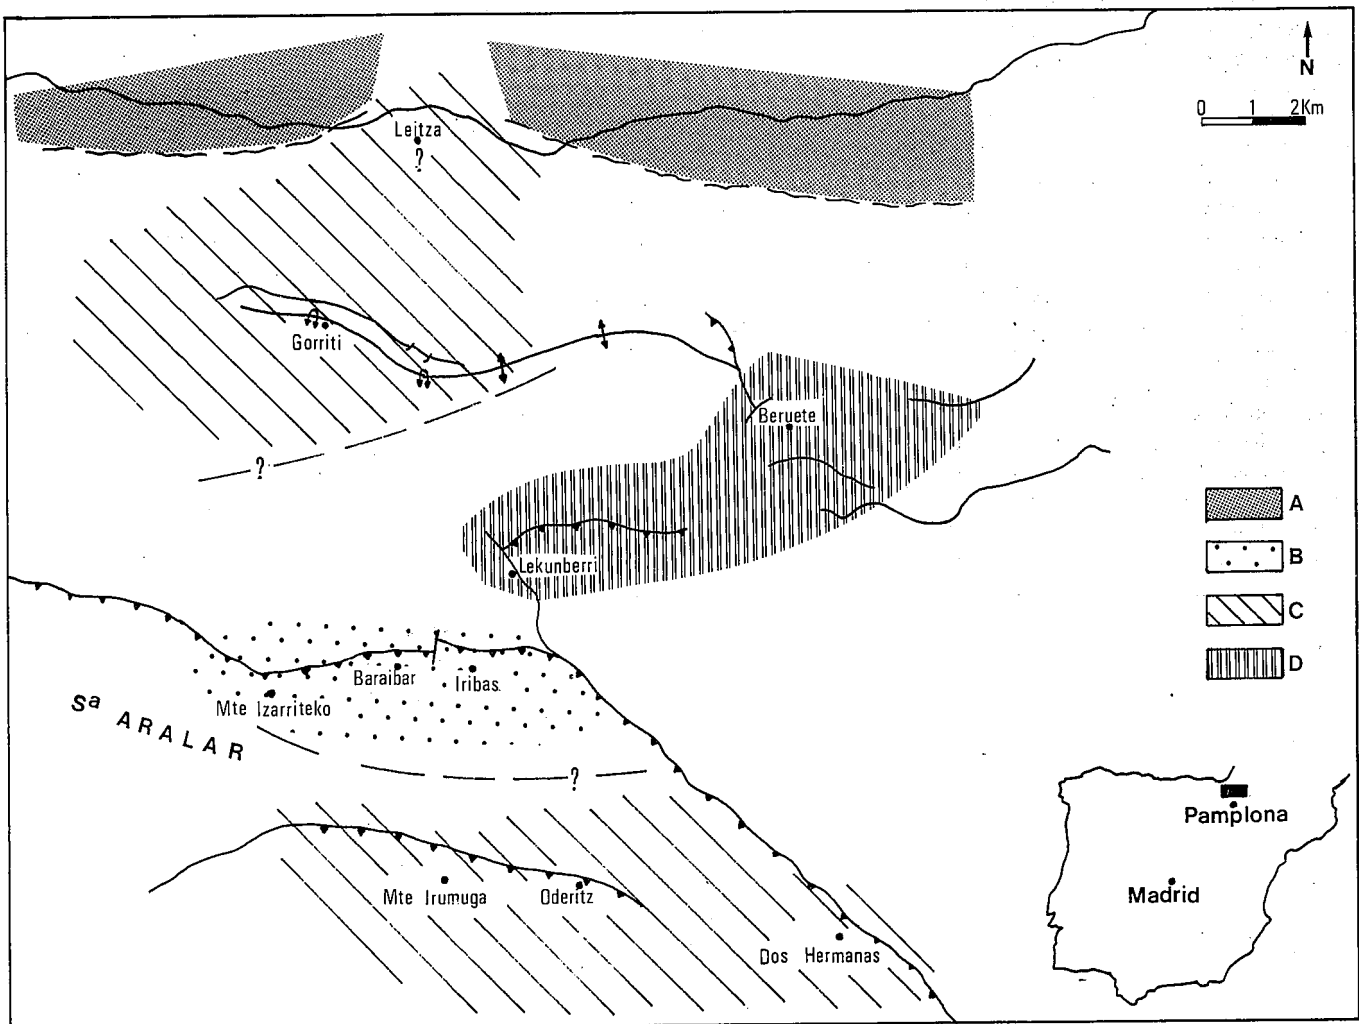 N
0 1 2Km
Leitza
?
Gorriti
Beruete
?
A
B
C
D
Lekunberri
Baraibar
Iribas.
Mte Izarriteko
Sª ARALAR
?
Pamplona
Mte Irumuga
Oderitz
Madrid
Dos Hermanas